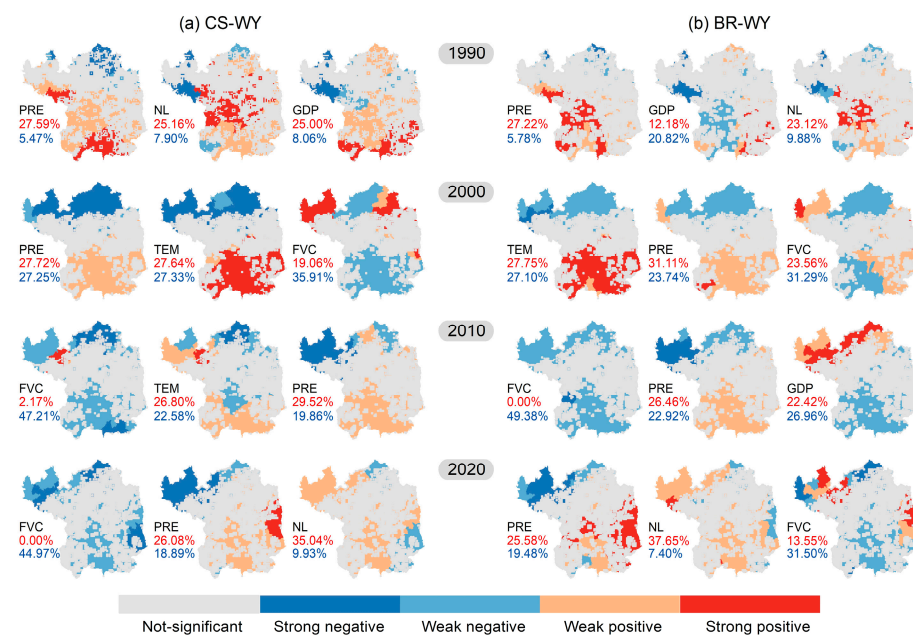 (a) CS-WY
(b) BR-WY
1990
PRE
27.59%
5.47%
NL
25.16%
7.90%
GDP
25.00%
8.06%
PRE
27.22%
5.78%
GDP
12.18%
20.82%
NL
23.12%
9.88%
2000
PRE
27.72%
27.25%
TEM
27.64%
27.33%
FVC
19.06%
35.91%
TEM
27.75%
27.10%
PRE
31.11%
23.74%
FVC
23.56%
31.29%
2010
FVC
2.17%
47.21%
TEM
26.80%
22.58%
PRE
29.52%
19.86%
FVC
0.00%
49.38%
PRE
26.46%
22.92%
GDP
22.42%
26.96%
2020
FVC
0.00%
44.97%
PRE
26.08%
18.89%
NL
35.04%
9.93%
PRE
25.58%
19.48%
NL
37.65%
7.40%
FVC
13.55%
31.50%
Not-significant
Strong negative
Weak negative
Weak positive
Strong positive